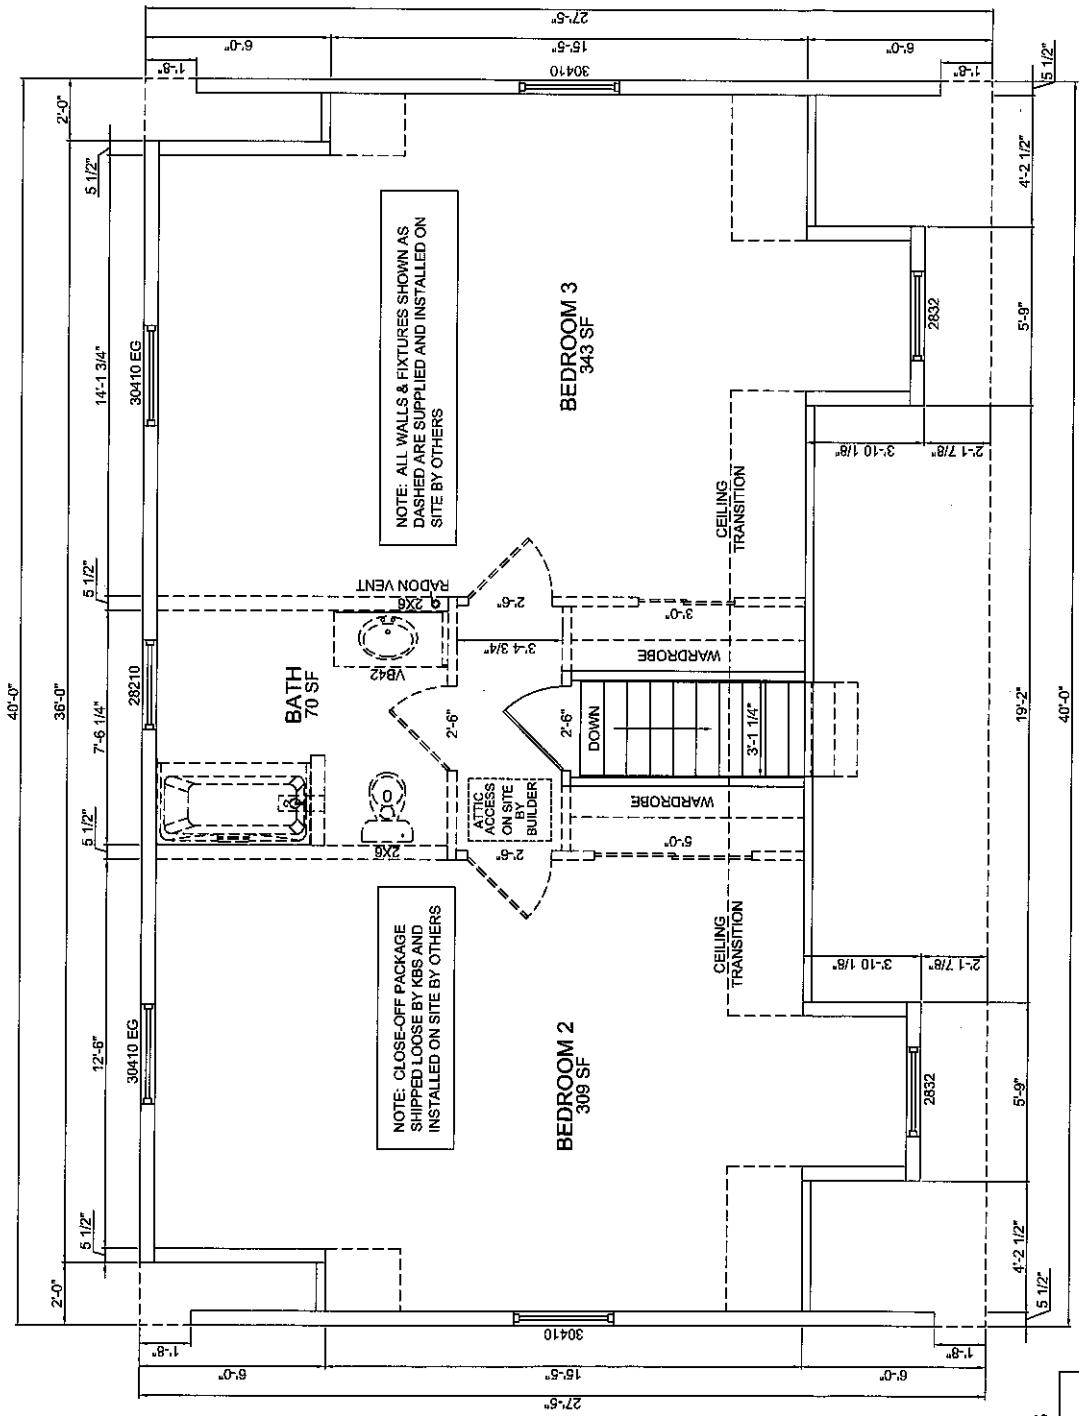 40'-0"
36'-0"
2'-0"
5 1/2"
12'-6"
5 1/2"
7'-6 1/4"
5 1/2"
14'-1 3/4"
5 1/2"
2'-0"
30410 EG
28210
30410 EG
27'-5"
6'-0"
15'-5"
6'-0"
1'-8"
1'-8"
30410
27'-5"
6'-0"
15'-5"
6'-0"
1'-8"
1'-8"
30410
NOTE: CLOSE-OFF PACKAGE
SHIPPED LOOSE BY KBS AND
INSTALLED ON SITE BY OTHERS
NOTE: ALL WALLS & FIXTURES SHOWN AS
DASHED ARE SUPPLIED AND INSTALLED ON
SITE BY OTHERS
BATH
70 SF
VB42
2X6
2X6
RADON VENT
BEDROOM 2
309 SF
BEDROOM 3
343 SF
ATTIC
ACCESS
ON SITE
BY
BUILDER
2'-6"
2'-6"
2'-6"
2'-6"
3'-4 3/4"
DOWN
3'-1 1/4"
WARDROBE
5'-0"
WARDROBE
3'-0"
CEILING
TRANSITION
CEILING
TRANSITION
3'-10 1/8"
2'-1 7/8"
3'-10 1/8"
2'-1 7/8"
2832
2832
5 1/2"
4'-2 1/2"
5'-9"
19'-2"
5'-9"
4'-2 1/2"
5 1/2"
40'-0"